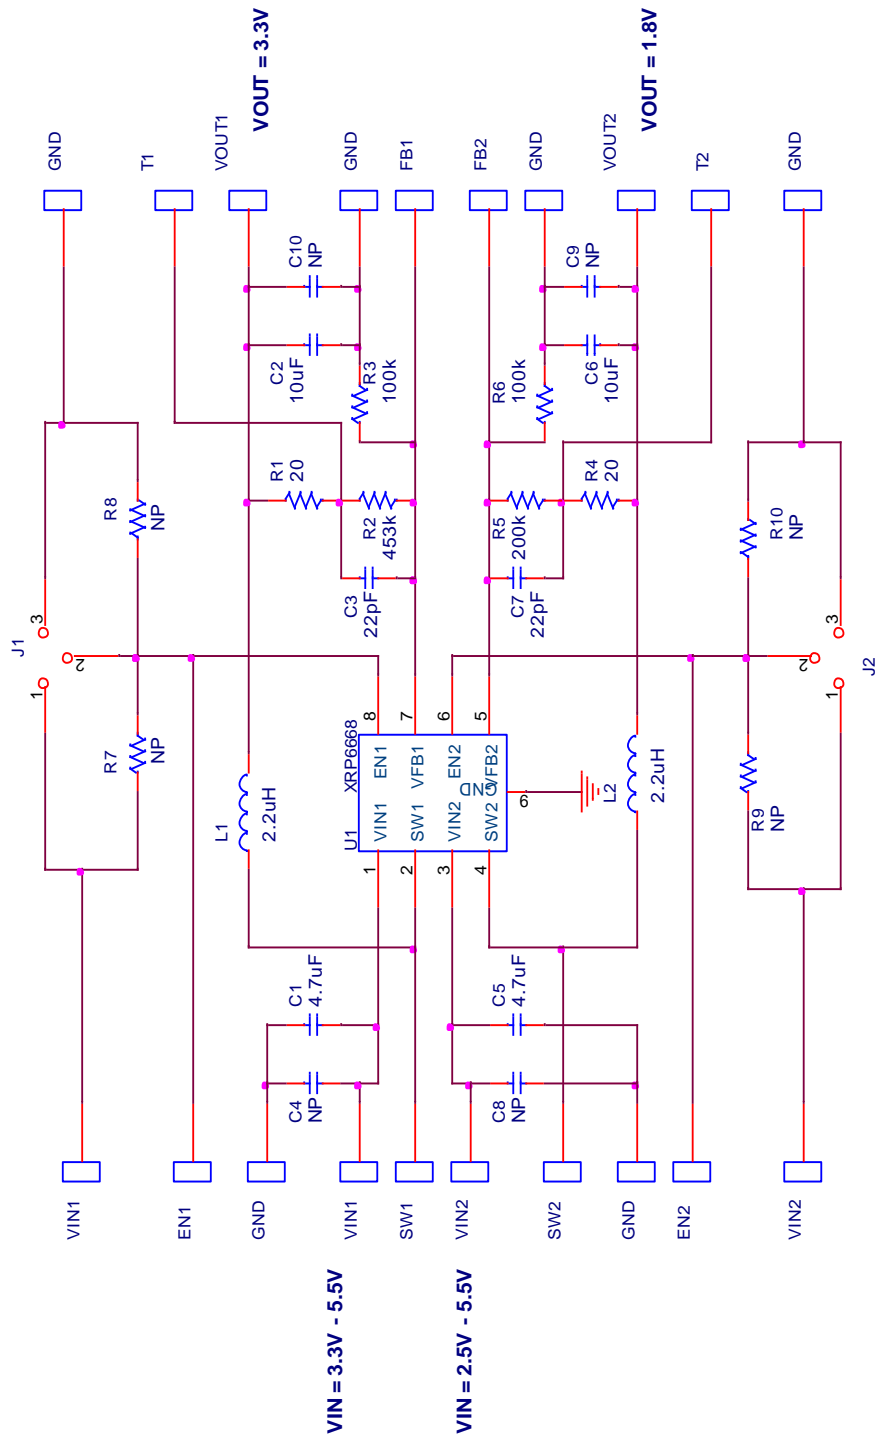 VIN1
EN1
GND
VIN1
SW1
VIN2
SW2
GND
EN2
VIN2
VIN = 3.3V - 5.5V
VIN = 2.5V - 5.5V
C4
NP
C1
4.7uF
C8
NP
C5
4.7uF
J1
1
2
3
R7
NP
R8
NP
L1
2.2uH
U1
XRP6668
1
2
3
4
VIN1
SW1
VIN2
SW2
EN1
VFB1
EN2
VFB2
GND
8
7
6
5
9
L2
2.2uH
R9
NP
R10
NP
J2
1
2
3
C3
22pF
R1
20
R2
453k
C7
22pF
R5
200k
R4
20
C2
10uF
R3
100k
C10
NP
R6
100k
C6
10uF
C9
NP
GND
T1
VOUT1
VOUT = 3.3V
GND
FB1
FB2
GND
VOUT2
VOUT = 1.8V
T2
GND